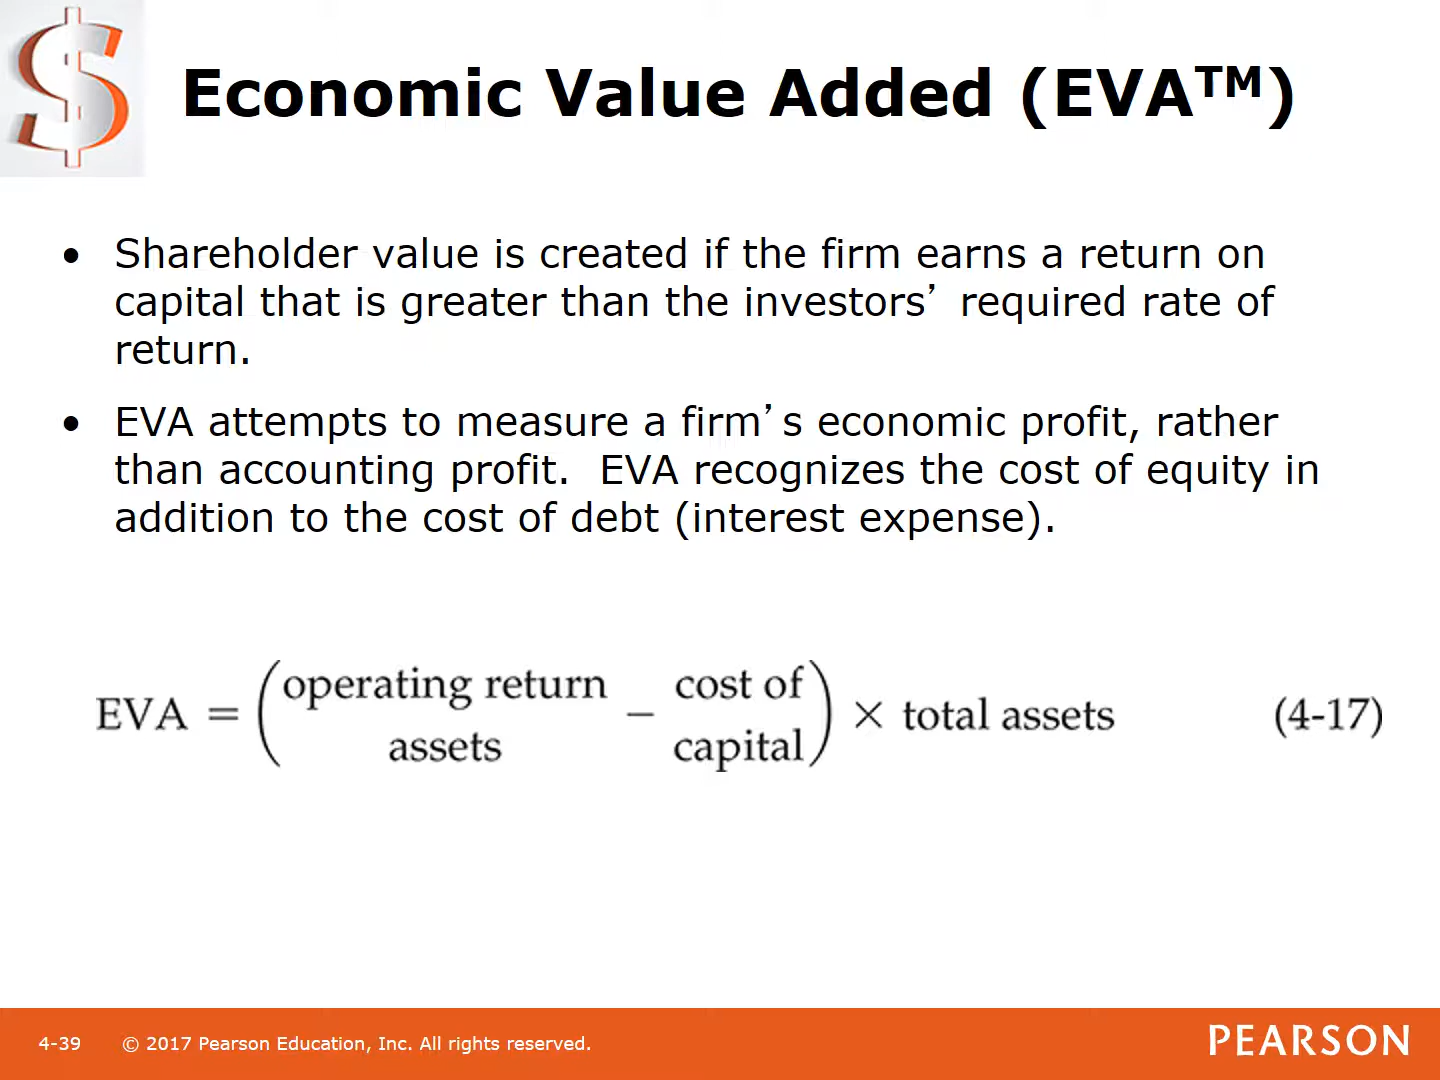 Economic Value Added (EVA™)
• Shareholder value is created if the firm earns a return on
capital that is greater than the investors’ required rate of
return.
• EVA attempts to measure a firm’s economic profit, rather
than accounting profit.  EVA recognizes the cost of equity in
addition to the cost of debt (interest expense).
EVA = (operating return assets − cost of capital) × total assets (4-17)
4-39 © 2017 Pearson Education, Inc. All rights reserved. PEARSON